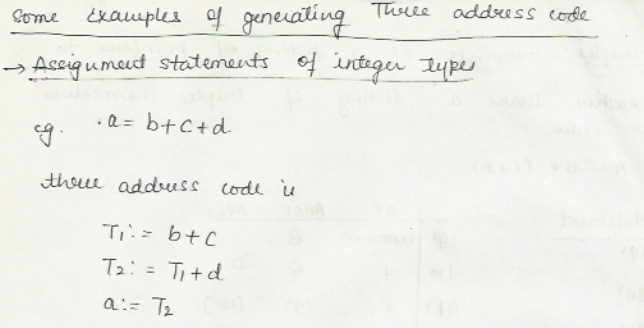 Some Examples of generating Three address code
→ Assignment statements of integer type
eg. a = b+c+d
three address code is
T1 := b+c
T2 := T1+d
a := T2